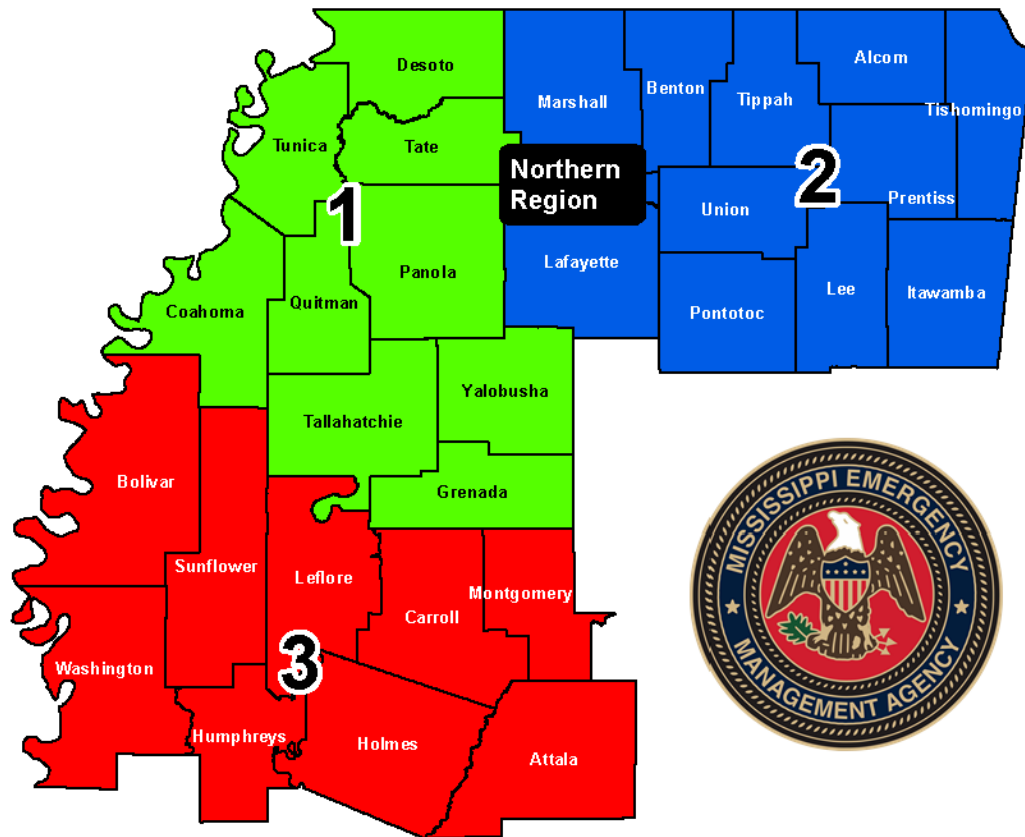 Desoto
Alcorn
Benton
Tippah
Marshall
Tishomingo
Tunica
Tate
Northern
Region
2
1
Prentiss
Union
Lafayette
Panola
Lee
Itawamba
Quitman
Coahoma
Pontotoc
Yalobusha
Tallahatchie
Bolivar
Grenada
Sunflower
Leflore
Montgomery
Carroll
Washington
3
Humphreys
Holmes
Attala
MISSISSIPPI EMERGENCY
MANAGEMENT AGENCY